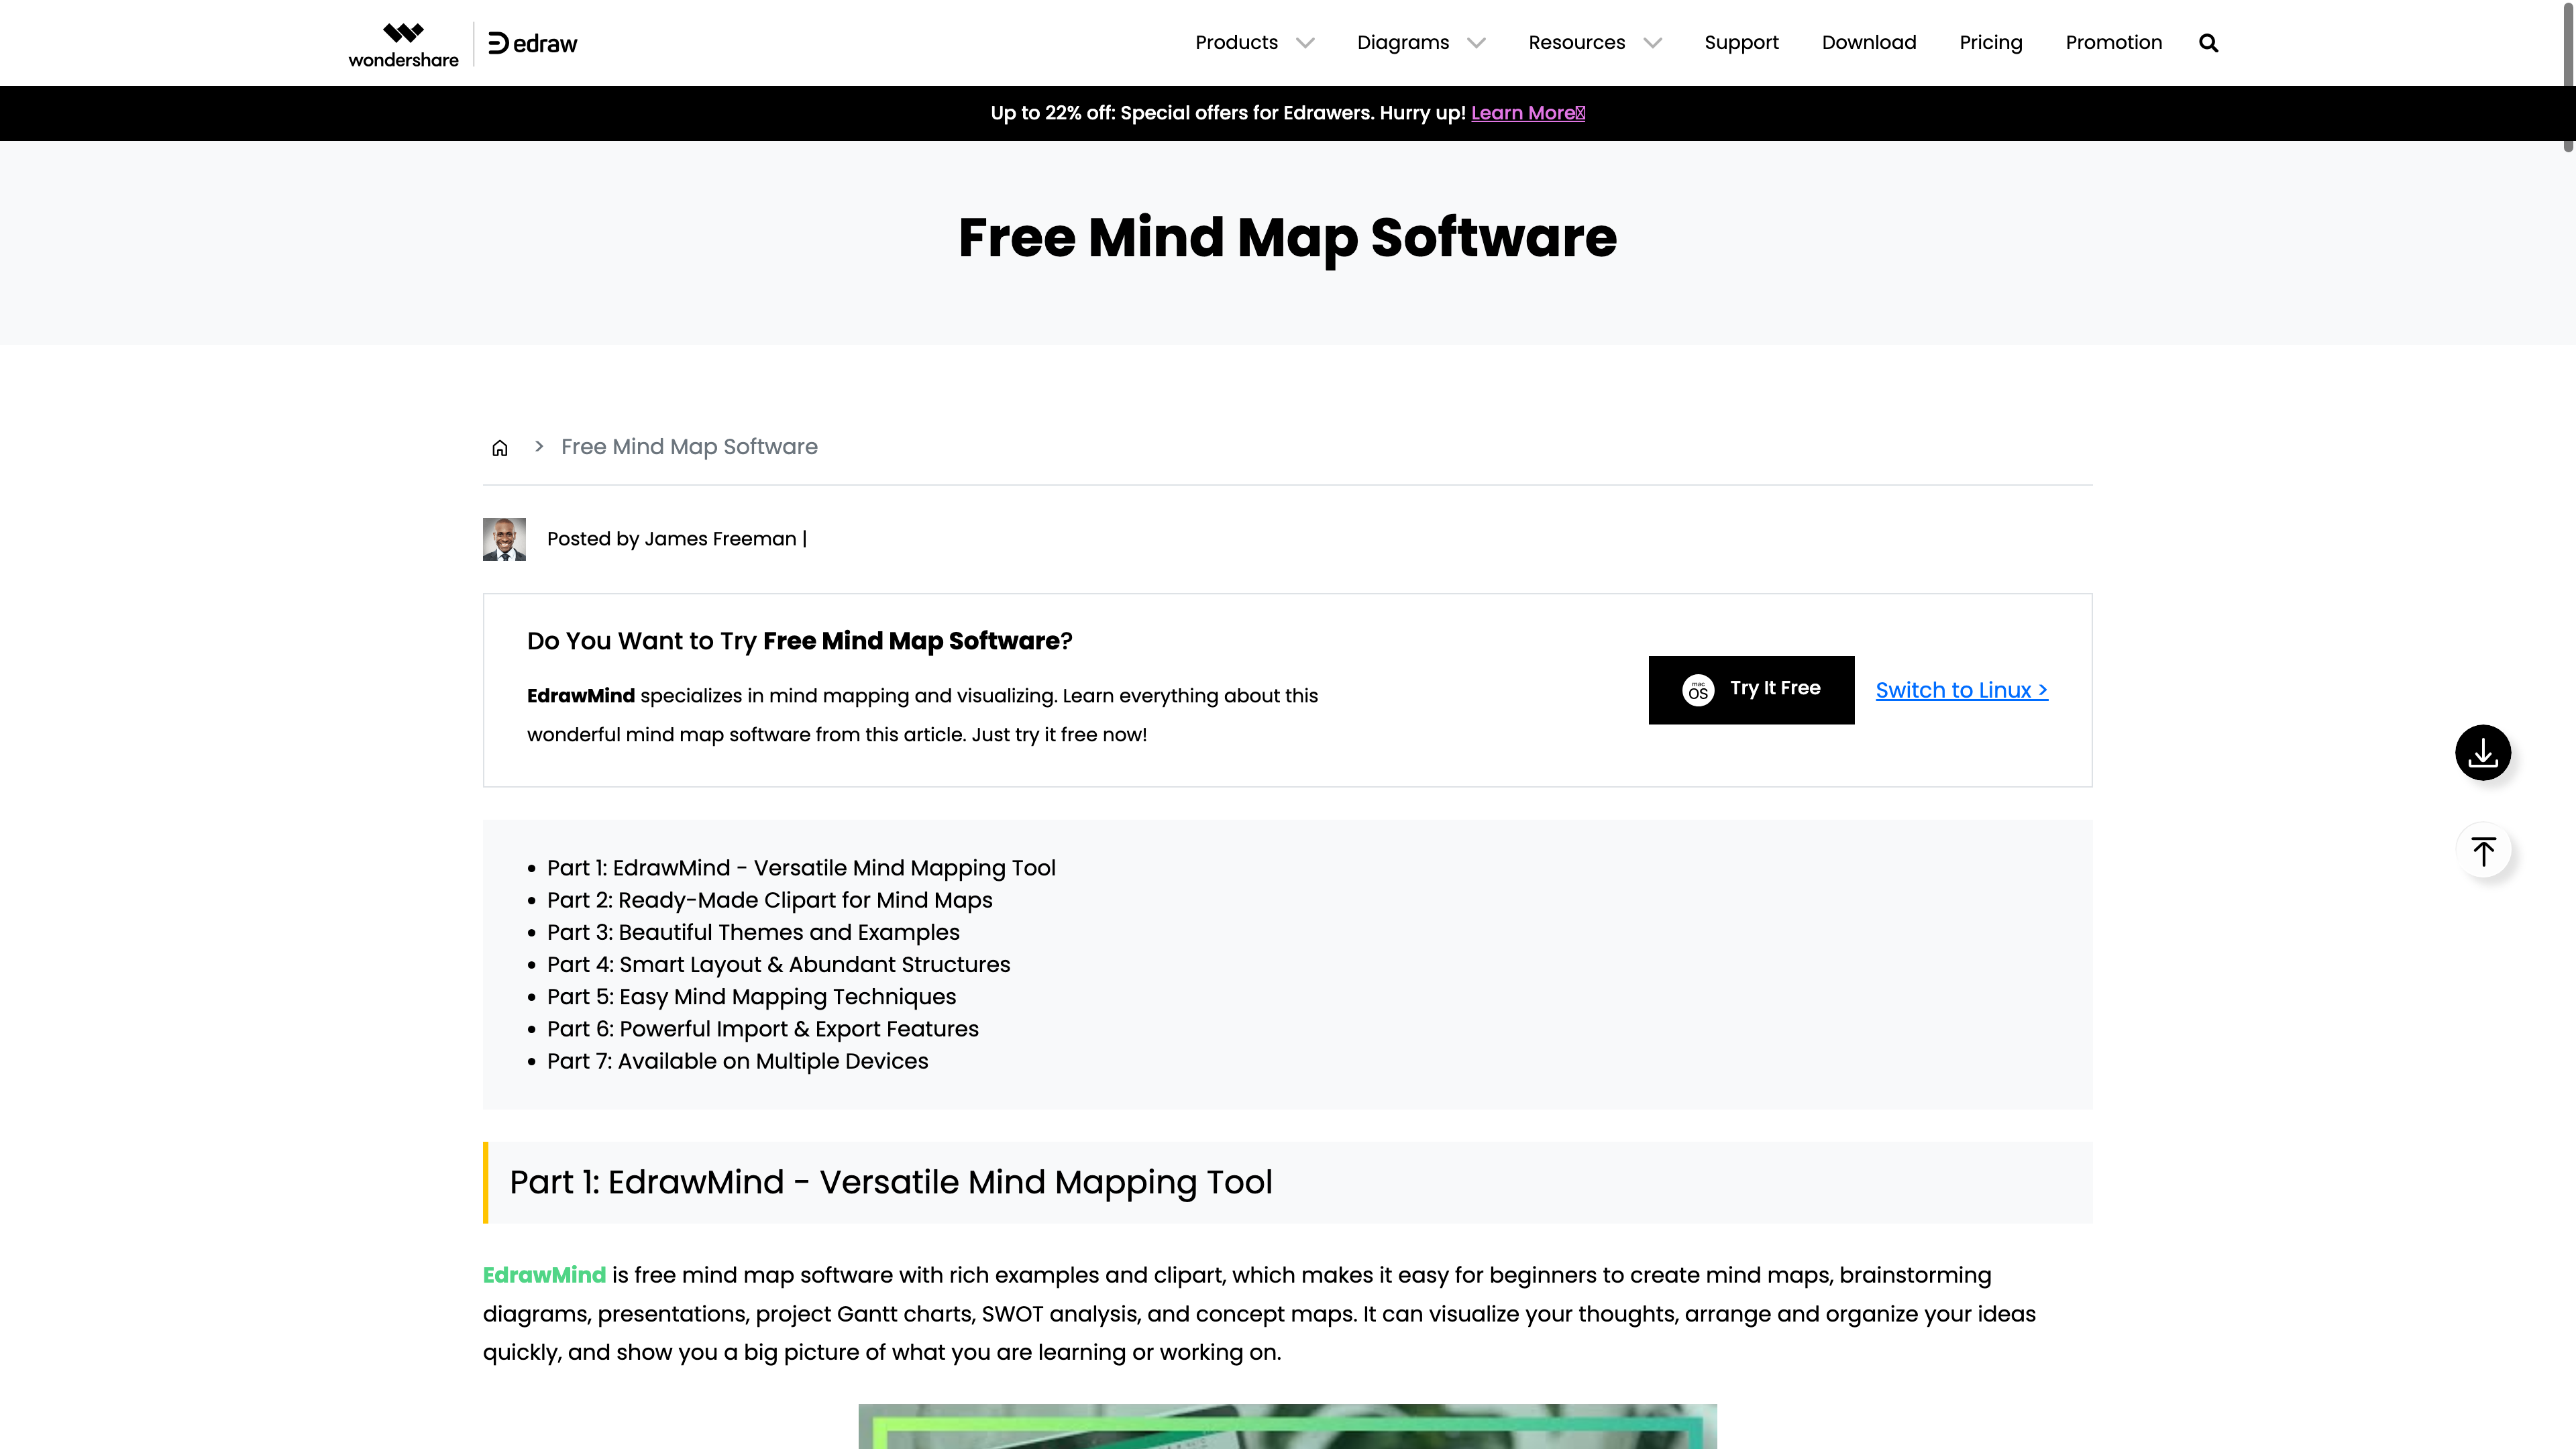 wondershare
edraw
Products
Diagrams
Resources
Support
Download
Pricing
Promotion
Up to 22% off: Special offers for Edrawers. Hurry up! Learn More
Free Mind Map Software
> Free Mind Map Software
Posted by James Freeman |
Do You Want to Try Free Mind Map Software?
EdrawMind specializes in mind mapping and visualizing. Learn everything about this
wonderful mind map software from this article. Just try it free now!
mac
OS
Try It Free
Switch to Linux >
• Part 1: EdrawMind - Versatile Mind Mapping Tool
• Part 2: Ready-Made Clipart for Mind Maps
• Part 3: Beautiful Themes and Examples
• Part 4: Smart Layout & Abundant Structures
• Part 5: Easy Mind Mapping Techniques
• Part 6: Powerful Import & Export Features
• Part 7: Available on Multiple Devices
Part 1: EdrawMind - Versatile Mind Mapping Tool
EdrawMind is free mind map software with rich examples and clipart, which makes it easy for beginners to create mind maps, brainstorming
diagrams, presentations, project Gantt charts, SWOT analysis, and concept maps. It can visualize your thoughts, arrange and organize your ideas
quickly, and show you a big picture of what you are learning or working on.